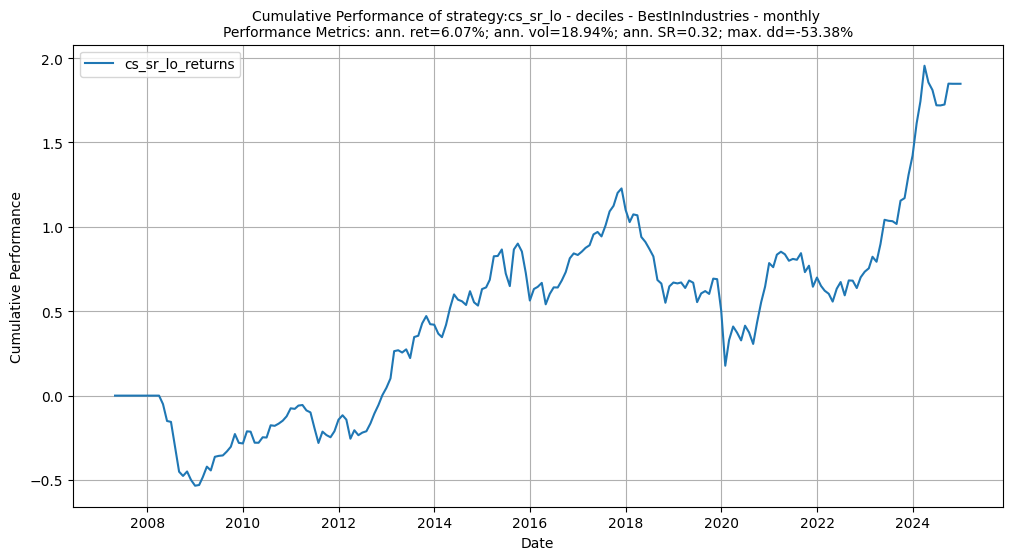 Cumulative Performance of strategy:cs_sr_lo - deciles - BestInIndustries - monthly
Performance Metrics: ann. ret=6.07%; ann. vol=18.94%; ann. SR=0.32; max. dd=-53.38%
cs_sr_lo_returns
2.0
1.5
1.0
0.5
0.0
−0.5
Cumulative Performance
2008 2010 2012 2014 2016 2018 2020 2022 2024
Date